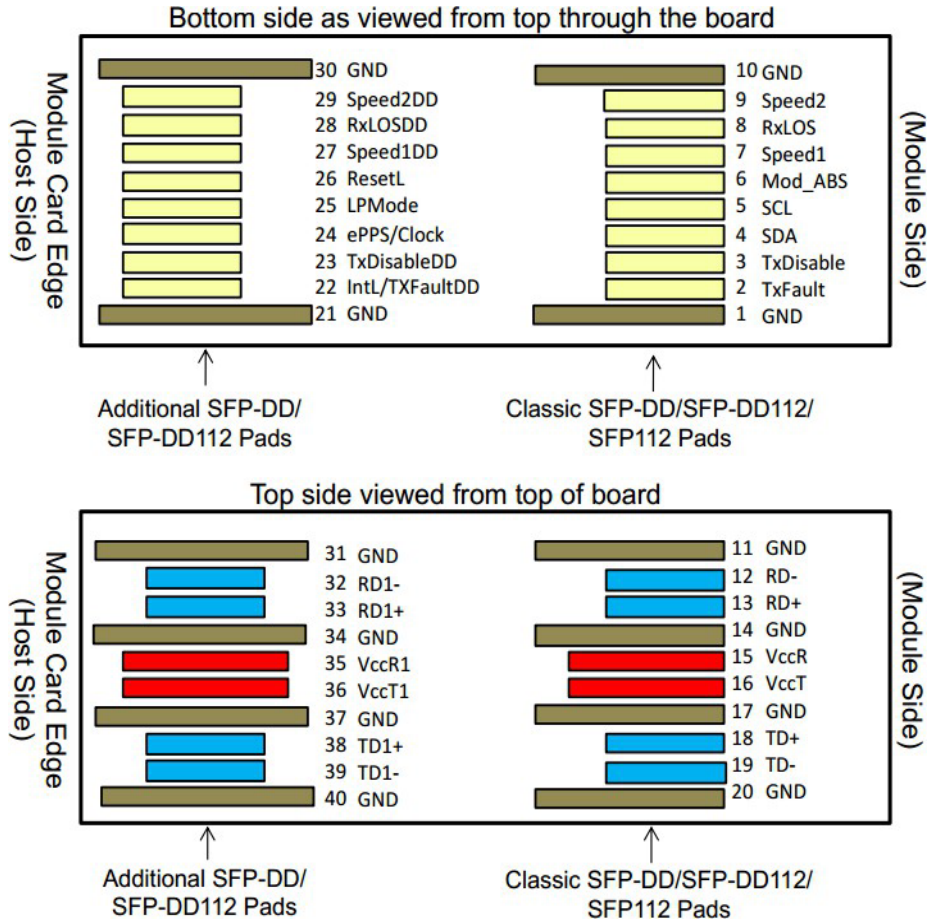 Bottom side as viewed from top through the board
Module Card Edge
(Host Side)
30 GND
29 Speed2DD
28 RxLOSDD
27 Speed1DD
26 ResetL
25 LPMode
24 ePPS/Clock
23 TxDisableDD
22 IntL/TXFaultDD
21 GND
10 GND
9 Speed2
8 RxLOS
7 Speed1
6 Mod_ABS
5 SCL
4 SDA
3 TxDisable
2 TxFault
1 GND
(Module Side)
Additional SFP-DD/
SFP-DD112 Pads
Classic SFP-DD/SFP-DD112/
SFP112 Pads
Top side viewed from top of board
Module Card Edge
(Host Side)
31 GND
32 RD1-
33 RD1+
34 GND
35 VccR1
36 VccT1
37 GND
38 TD1+
39 TD1-
40 GND
11 GND
12 RD-
13 RD+
14 GND
15 VccR
16 VccT
17 GND
18 TD+
19 TD-
20 GND
(Module Side)
Additional SFP-DD/
SFP-DD112 Pads
Classic SFP-DD/SFP-DD112/
SFP112 Pads